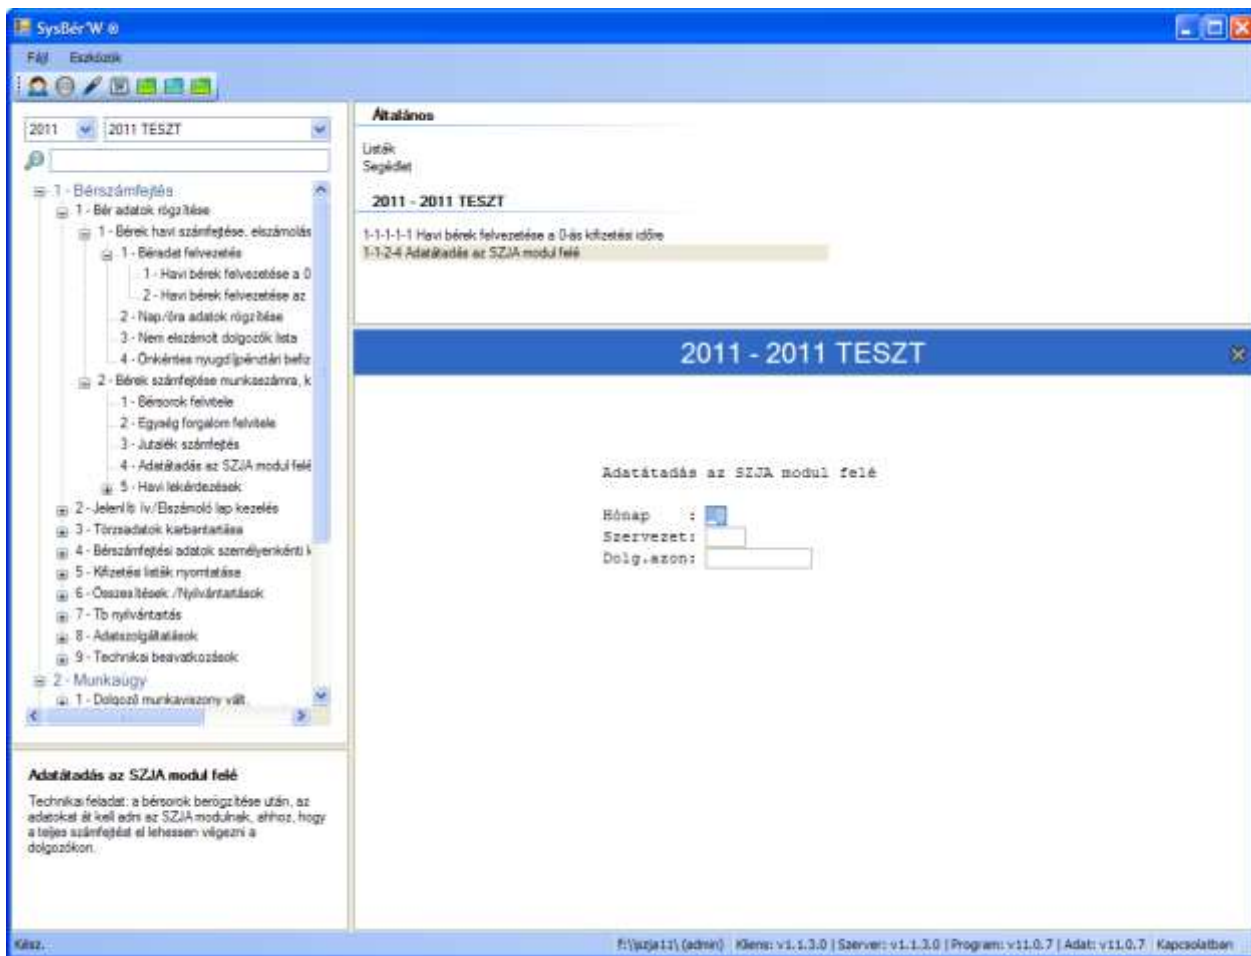 SysBér'W ®
Fájl Eszközök
2011 2011 TESZT
1 - Bérszámfejtés
1 - Bér adatok rögzítése
1 - Bérek havi számfejtése, elszámolás
1 - Béradat felvezetés
1 - Havi bérek felvezetése a 0
2 - Havi bérek felvezetése az
2 - Nap/óra adatok rögzítése
3 - Nem elszámolt dolgozók lista
4 - Önkéntes nyugdíjpénztári befiz
2 - Bérek számfejtése munkaszámra, k
1 - Bérsorok felvitele
2 - Egység forgalom felvitele
3 - Jutalék számfejtés
4 - Adatátadás az SZJA modul felé
5 - Havi lekérdezések
2 - Jelenléti ív/Elszámoló lap kezelés
3 - Törzsadatok karbantartása
4 - Bérszámfejtési adatok személyenkénti k
5 - Kifizetési listák nyomtatása
6 - Összesítések /Nyilvántartások
7 - Tb nyilvántartás
8 - Adatszolgáltatások
9 - Technikai beavatkozások
2 - Munkaügy
1 - Dolgozó munkaviszony vált.
Adatátadás az SZJA modul felé
Technikai feladat: a bérsorok berögzítése után, az
adatokat át kell adni az SZJA modulnak, ahhoz, hogy
a teljes számfejtést el lehessen végezni a
dolgozókon.
Általános
Listák
Segédlet
2011 - 2011 TESZT
1-1-1-1-1 Havi bérek felvezetése a 0-ás kifizetési időre
1-1-2-4 Adatátadás az SZJA modul felé
2011 - 2011 TESZT
Adatátadás az SZJA modul felé
Hónap :
Szervezet:
Dolg.azon:
Kész. f:\szja11\ (admin) Kliens: v1.1.3.0 | Szerver: v1.1.3.0 | Program: v11.0.7 | Adat: v11.0.7 Kapcsolatban